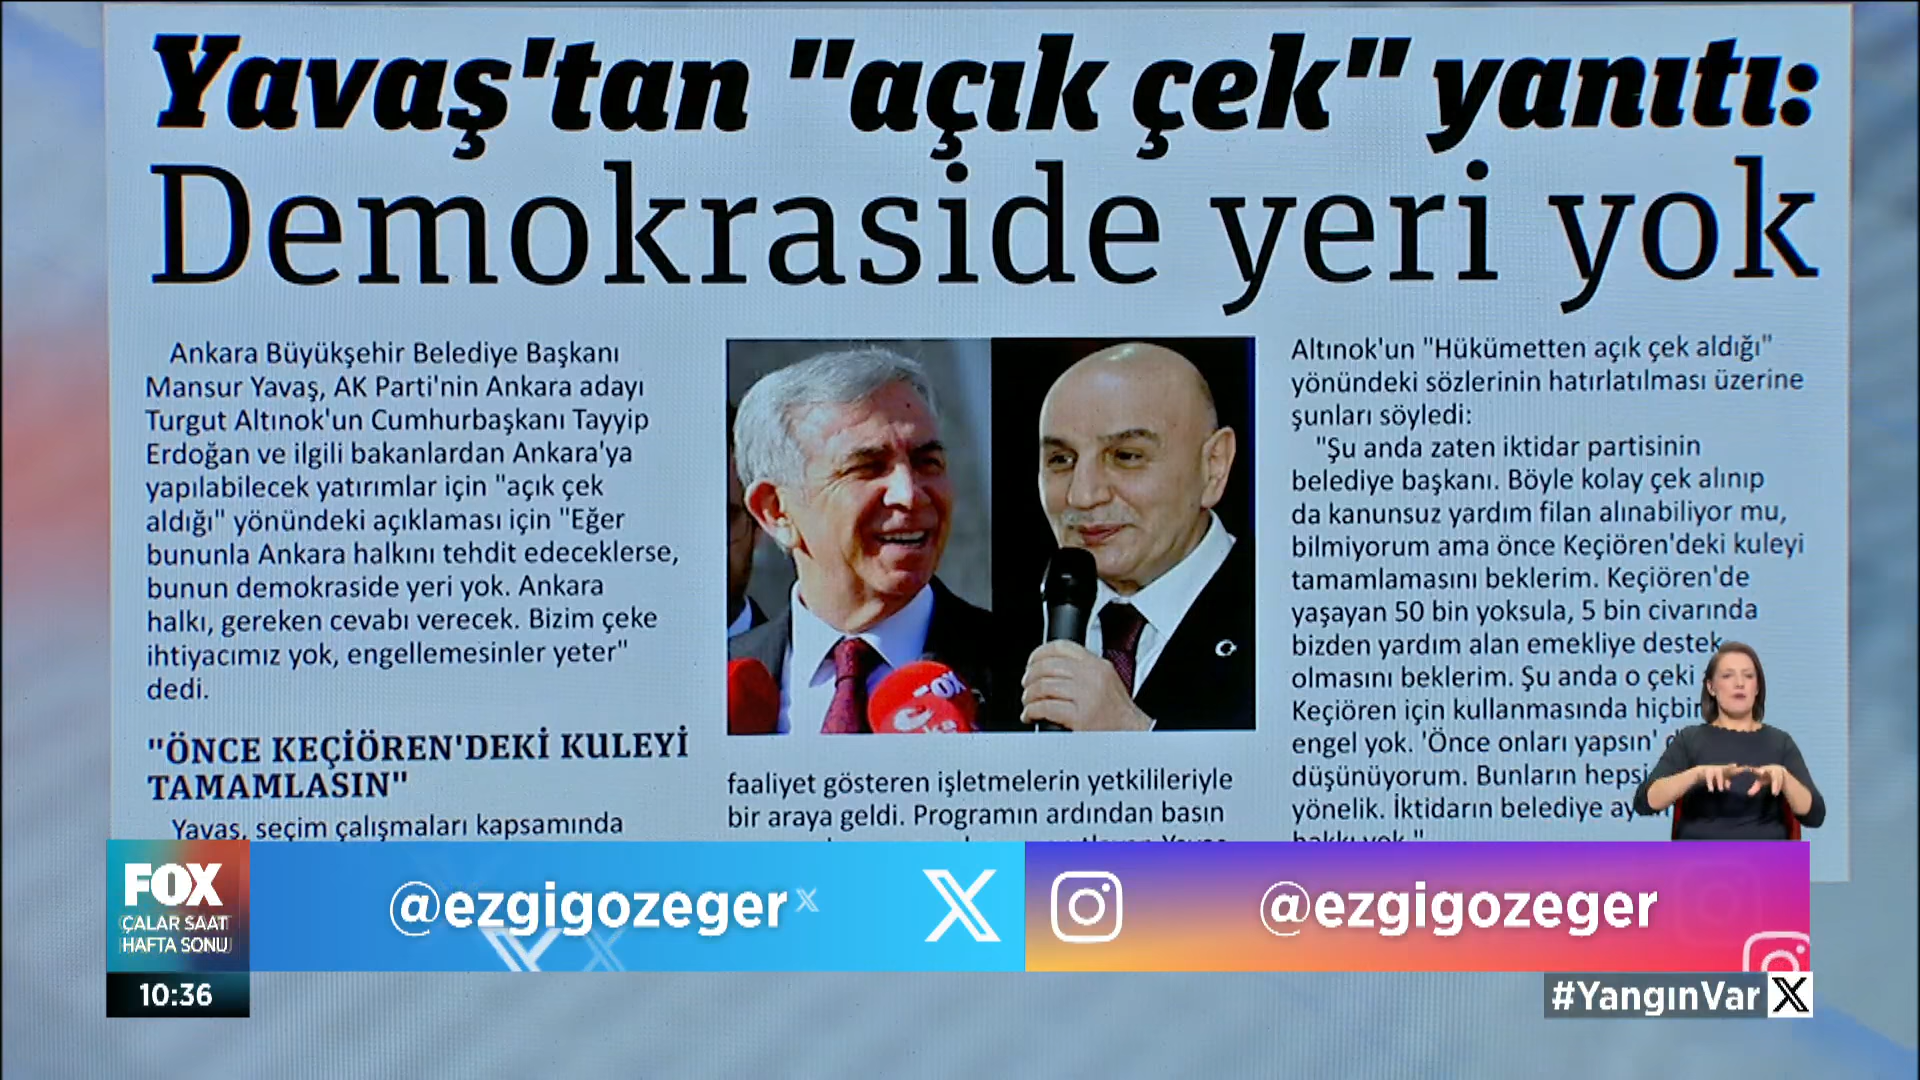 Yavaş'tan "açık çek" yanıtı:
Demokraside yeri yok
Ankara Büyükşehir Belediye Başkanı
Mansur Yavaş, AK Parti'nin Ankara adayı
Turgut Altınok'un Cumhurbaşkanı Tayyip
Erdoğan ve ilgili bakanlardan Ankara'ya
yapılabilecek yatırımlar için "açık çek
aldığı" yönündeki açıklaması için "Eğer
bununla Ankara halkını tehdit edeceklerse,
bunun demokraside yeri yok. Ankara
halkı, gereken cevabı verecek. Bizim çeke
ihtiyacımız yok, engellemesinler yeter"
dedi.
"ÖNCE KEÇİÖREN'DEKİ KULEYİ
TAMAMLASIN"
Yavaş, seçim çalışmaları kapsamında
faaliyet gösteren işletmelerin yetkilileriyle
bir araya geldi. Programın ardından basın
Altınok'un "Hükümetten açık çek aldığı"
yönündeki sözlerinin hatırlatılması üzerine
şunları söyledi:
"Şu anda zaten iktidar partisinin
belediye başkanı. Böyle kolay çek alınıp
da kanunsuz yardım filan alınabiliyor mu,
bilmiyorum ama önce Keçiören'deki kuleyi
tamamlamasını beklerim. Keçiören'de
yaşayan 50 bin yoksula, 5 bin civarında
bizden yardım alan emekliye destek
olmasını beklerim. Şu anda o çeki
Keçiören için kullanmasında hiçbir
engel yok. 'Önce onları yapsın'
düşünüyorum. Bunların hepsi
yönelik. İktidarın belediye
hakkı yok."
FOX
FOX
ÇALAR SAAT
HAFTA SONU
10:36
@ezgigozeger
@ezgigozeger
#YangınVar